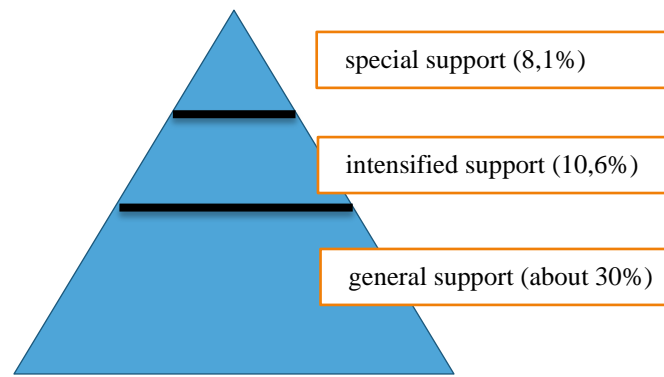 special support (8,1%)
intensified support (10,6%)
general support (about 30%)